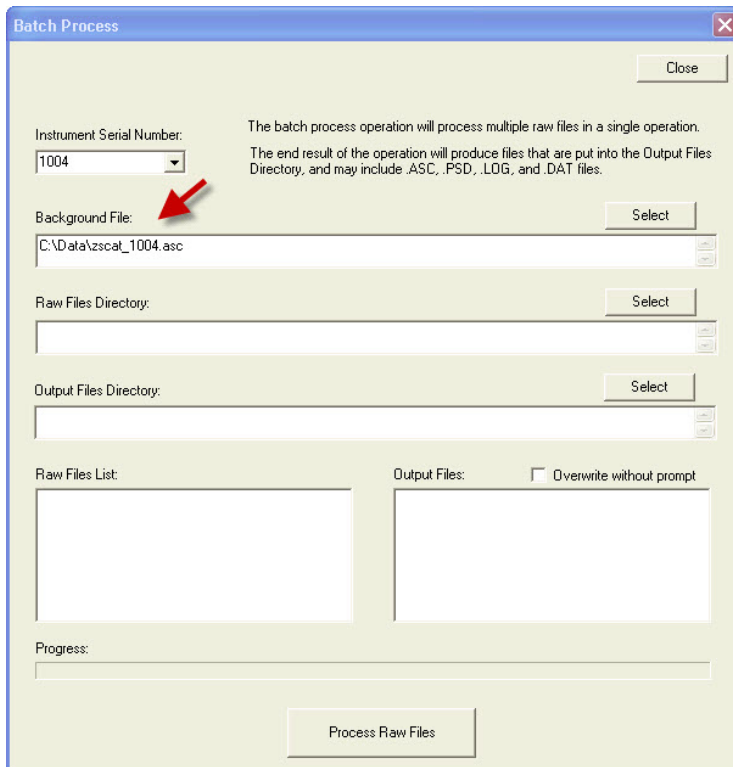 Batch Process
Close
Instrument Serial Number:
1004
The batch process operation will process multiple raw files in a single operation.
The end result of the operation will produce files that are put into the Output Files
Directory, and may include .ASC, .PSD, .LOG, and .DAT files.
Background File:
Select
C:\Data\zscat_1004.asc
Raw Files Directory:
Select
Output Files Directory:
Select
Raw Files List:
Output Files:
Overwrite without prompt
Progress:
Process Raw Files